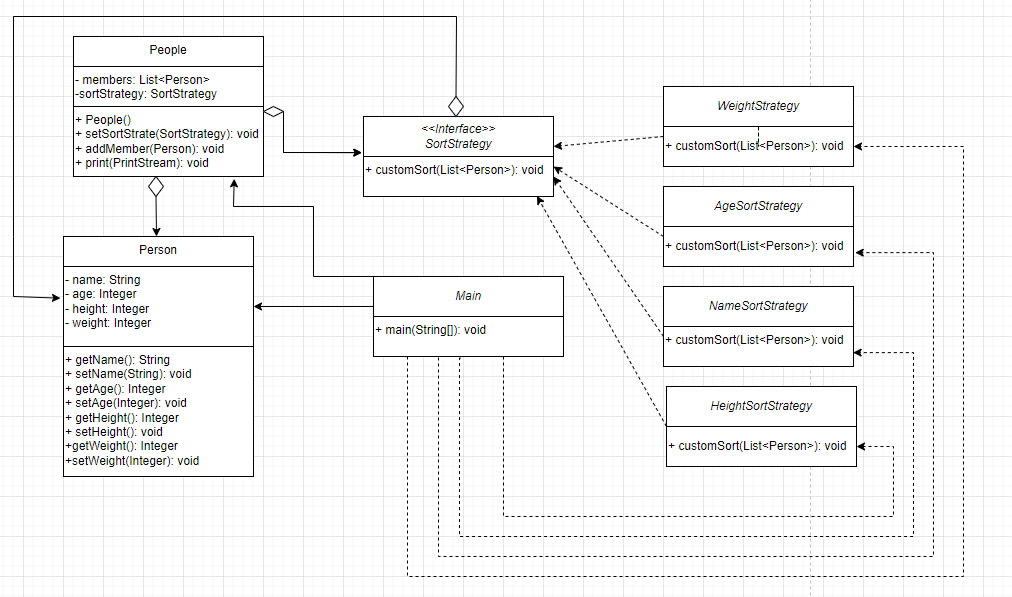 People
- members: List<Person>
-sortStrategy: SortStrategy
+ People()
+ setSortStrate(SortStrategy): void
+ addMember(Person): void
+ print(PrintStream): void
<<Interface>>
SortStrategy
+ customSort(List<Person>): void
WeightStrategy
+ customSort(List<Person>): void
AgeSortStrategy
+ customSort(List<Person>): void
NameSortStrategy
+ customSort(List<Person>): void
HeightSortStrategy
+ customSort(List<Person>): void
Person
- name: String
- age: Integer
- height: Integer
- weight: Integer
+ getName(): String
+ setName(String): void
+ getAge(): Integer
+ setAge(Integer): void
+ getHeight(): Integer
+ setHeight(): void
+getWeight(): Integer
+setWeight(Integer): void
Main
+ main(String[]): void